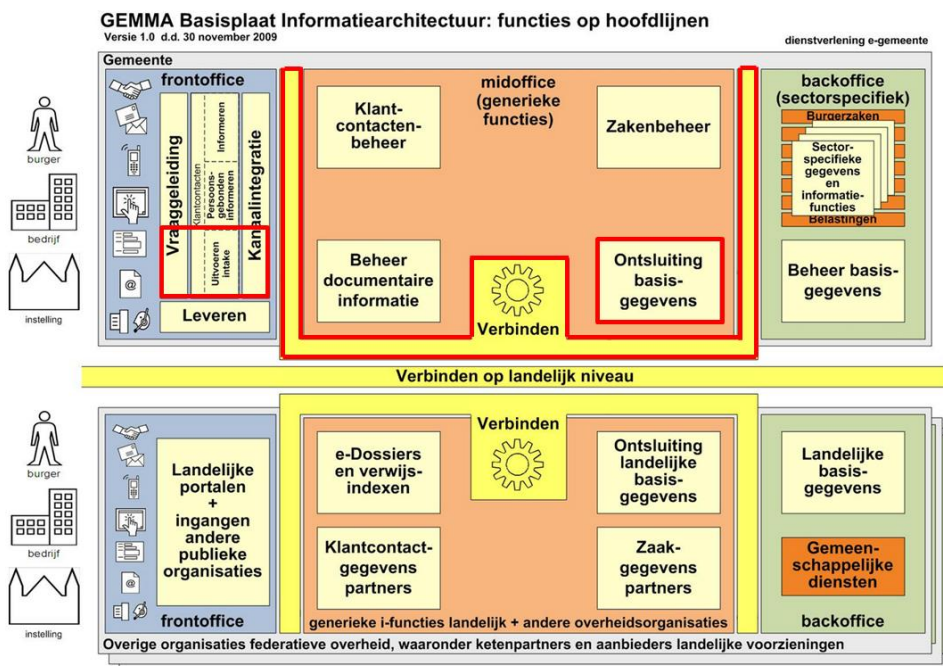 GEMMA Basisplaat Informatiearchitectuur: functies op hoofdlijnen
Versie 1.0 d.d. 30 november 2009
dienstverlening e-gemeente
Gemeente
frontoffice
Vraaggeleiding
Klantcontacten
Informeren
Persoons-
gebonden
informeren
Uitvoeren
intake
Kanaalintegratie
Leveren
@
midoffice
(generieke
functies)
Klant-
contacten-
beheer
Zakenbeheer
Beheer
documentaire
informatie
Verbinden
Ontsluiting
basis-
gegevens
backoffice
(sectorspecifiek)
Burgerzaken
Sector-
specifieke
gegevens
en
informatie-
functies
Belastingen
Beheer basis-
gegevens
burger
bedrijf
instelling
Verbinden op landelijk niveau
burger
bedrijf
instelling
@
Landelijke
portalen
+
ingangen
andere
publieke
organisaties
frontoffice
Verbinden
e-Dossiers
en verwijs-
indexen
Ontsluiting
landelijke
basis-
gegevens
Klantcontact-
gegevens
partners
Zaak-
gegevens
partners
generieke i-functies landelijk + andere overheidsorganisaties
Landelijke
basis-
gegevens
Gemeen-
schappelijke
diensten
backoffice
Overige organisaties federatieve overheid, waaronder ketenpartners en aanbieders landelijke voorzieningen